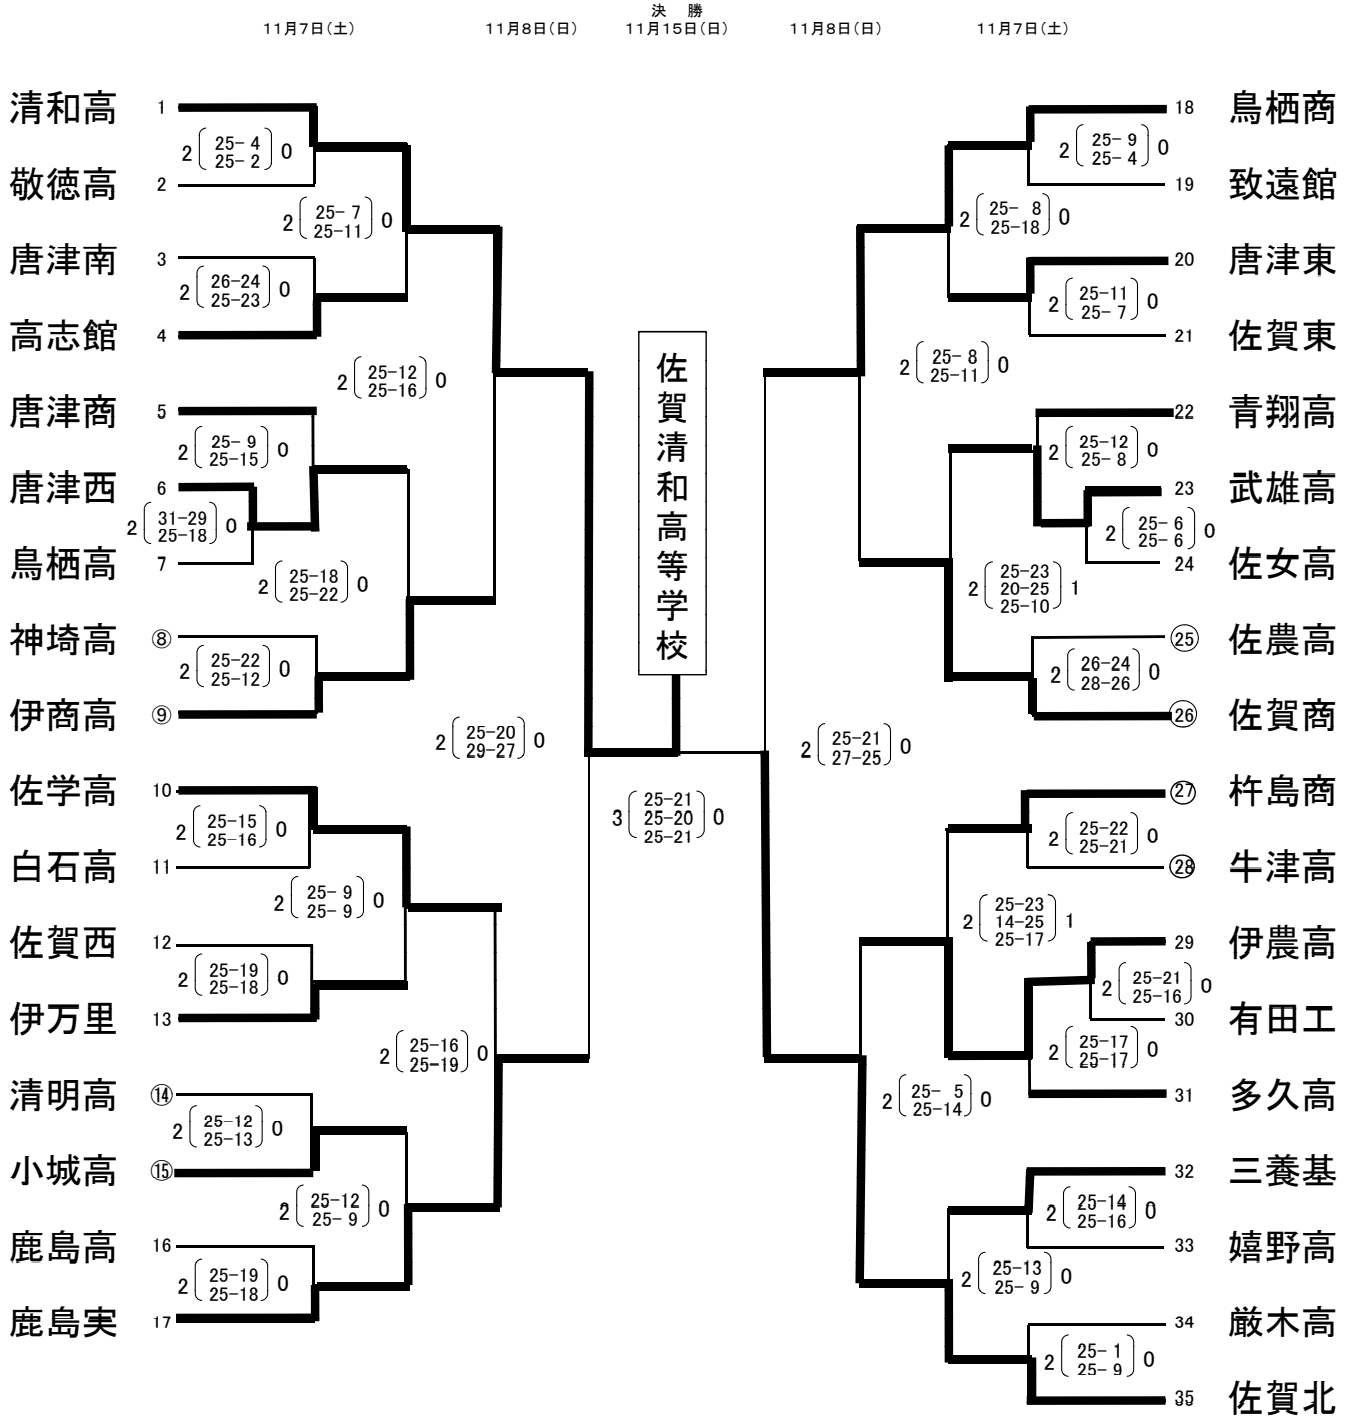 決　勝
11月7日(土)
11月8日(日)
11月15日(日)
11月8日(日)
11月7日(土)
清和高 1
2 25- 4 0
25- 2
敬徳高 2
2 25- 7 0
25-11
唐津南 3
2 26-24 0
25-23
高志館 4
2 25-12 0
25-16
唐津商 5
2 25- 9 0
25-15
唐津西 6
2 31-29 0
25-18
鳥栖高 7
2 25-18 0
25-22
神埼高 ⑧
2 25-22 0
25-12
伊商高 ⑨
2 25-20 0
29-27
佐学高 10
2 25-15 0
25-16
白石高 11
2 25- 9 0
25- 9
佐賀西 12
2 25-19 0
25-18
伊万里 13
2 25-16 0
25-19
清明高 ⑭
2 25-12 0
25-13
小城高 ⑮
2 25-12 0
25- 9
鹿島高 16
2 25-19 0
25-18
鹿島実 17
佐賀清和高等学校
3 25-21 0
25-20
25-21
18 鳥栖商
2 25- 9 0
25- 4
19 致遠館
2 25- 8 0
25-18
20 唐津東
2 25-11 0
25- 7
21 佐賀東
2 25- 8 0
25-11
22 青翔高
2 25-12 0
25- 8
23 武雄高
2 25- 6 0
25- 6
24 佐女高
2 25-23 1
20-25
25-10
㉕ 佐農高
2 26-24 0
28-26
㉖ 佐賀商
2 25-21 0
27-25
㉗ 杵島商
2 25-22 0
25-21
㉘ 牛津高
2 25-23 1
14-25
25-17
29 伊農高
2 25-21 0
25-16
30 有田工
2 25-17 0
25-17
31 多久高
2 25- 5 0
25-14
32 三養基
2 25-14 0
25-16
33 嬉野高
2 25-13 0
25- 9
34 厳木高
2 25- 1 0
25- 9
35 佐賀北